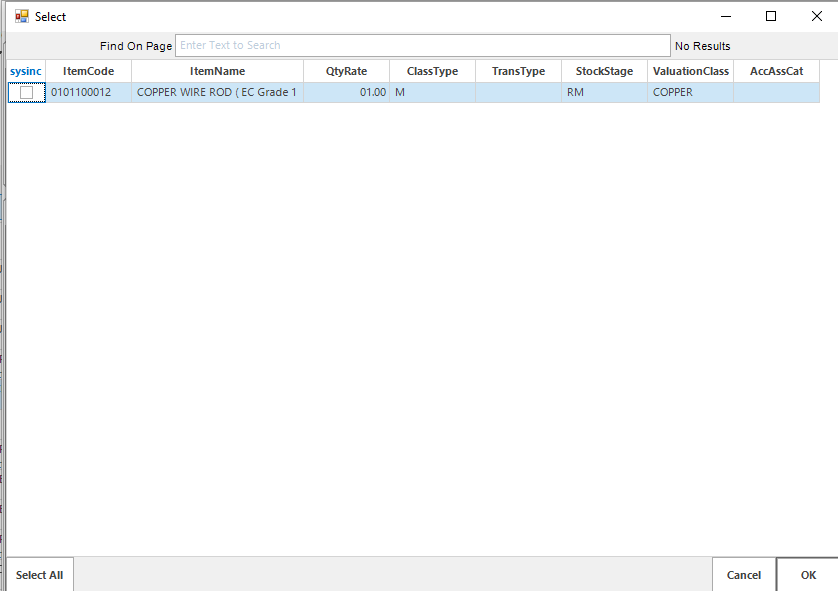 Select
Find On Page Enter Text to Search No Results
sysinc ItemCode ItemName QtyRate ClassType TransType StockStage ValuationClass AccAssCat
0101100012 COPPER WIRE ROD ( EC Grade 1 01.00 M RM COPPER
Select All Cancel OK